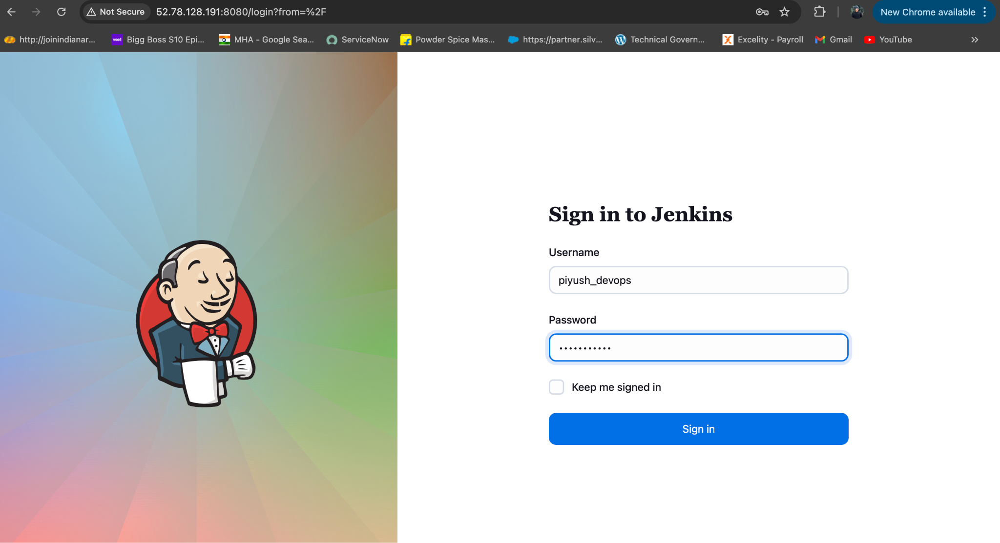 Not Secure 52.78.128.191:8080/login?from=%2F New Chrome available
http://joinindianar... voot Bigg Boss S10 Epi... MHA - Google Sea... ServiceNow Powder Spice Mas... https://partner.silv... Technical Govern... Excelity - Payroll Gmail YouTube
Sign in to Jenkins
Username
piyush_devops
Password
Keep me signed in
Sign in